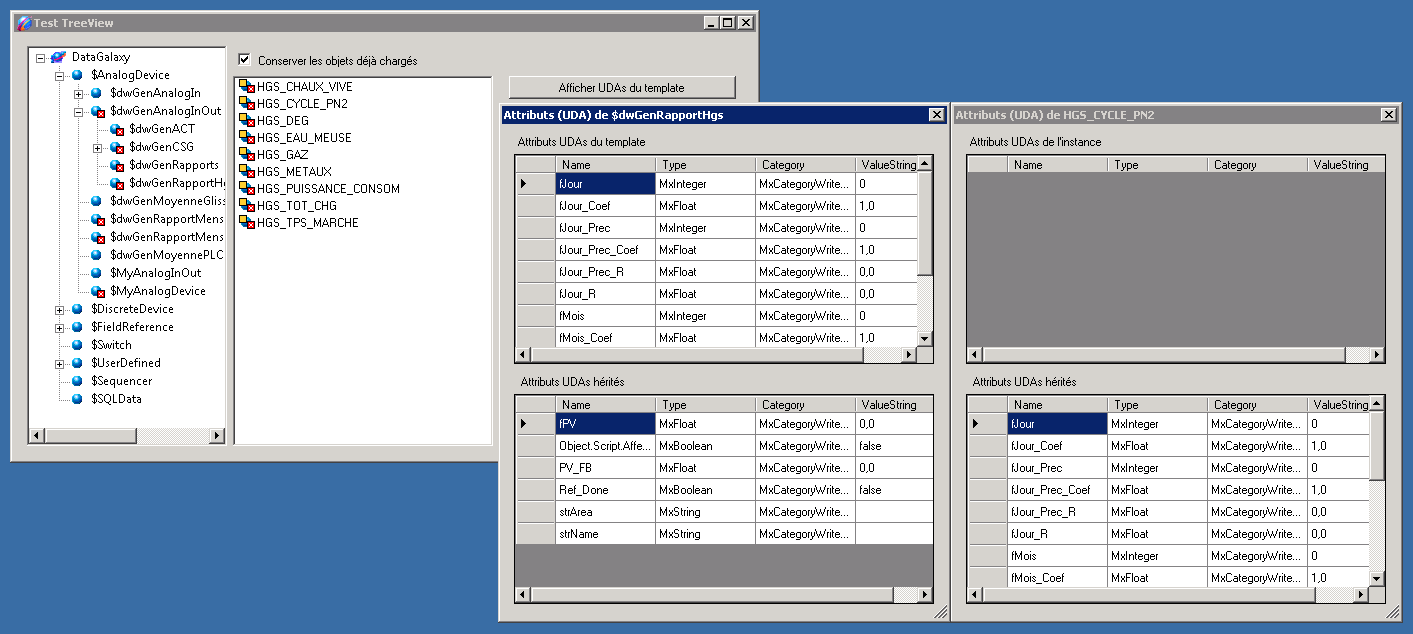 Test TreeView
DataGalaxy
$AnalogDevice
$dwGenAnalogIn
$dwGenAnalogInOut
$dwGenACT
$dwGenCSG
$dwGenRapports
$dwGenRapportHg
$dwGenMoyenneGliss
$dwGenRapportMens
$dwGenRapportMens
$dwGenMoyennePLC
$MyAnalogInOut
$MyAnalogDevice
$DiscreteDevice
$FieldReference
$Switch
$UserDefined
$Sequencer
$SQLData
Conserver les objets déjà chargés
HGS_CHAUX_VIVE
HGS_CYCLE_PN2
HGS_DEG
HGS_EAU_MEUSE
HGS_GAZ
HGS_METAUX
HGS_PUISSANCE_CONSOM
HGS_TOT_CHG
HGS_TPS_MARCHE
Afficher UDAs du template
Attributs (UDA) de $dwGenRapportHgs
Attributs UDAs du template
Name Type Category ValueString
fJour MxInteger MxCategoryWrite... 0
fJour_Coef MxFloat MxCategoryWrite... 1,0
fJour_Prec MxInteger MxCategoryWrite... 0
fJour_Prec_Coef MxFloat MxCategoryWrite... 1,0
fJour_Prec_R MxFloat MxCategoryWrite... 0,0
fJour_R MxFloat MxCategoryWrite... 0,0
fMois MxInteger MxCategoryWrite... 0
fMois_Coef MxFloat MxCategoryWrite... 1,0
Attributs UDAs hérités
Name Type Category ValueString
fPV MxFloat MxCategoryWrite... 0,0
Object.Script.Affe... MxBoolean MxCategoryWrite... false
PV_FB MxFloat MxCategoryWrite... 0,0
Ref_Done MxBoolean MxCategoryWrite... false
strArea MxString MxCategoryWrite...
strName MxString MxCategoryWrite...
Attributs (UDA) de HGS_CYCLE_PN2
Attributs UDAs de l'instance
Name Type Category ValueString
Attributs UDAs hérités
Name Type Category ValueString
fJour MxInteger MxCategoryWrite... 0
fJour_Coef MxFloat MxCategoryWrite... 1,0
fJour_Prec MxInteger MxCategoryWrite... 0
fJour_Prec_Coef MxFloat MxCategoryWrite... 1,0
fJour_Prec_R MxFloat MxCategoryWrite... 0,0
fJour_R MxFloat MxCategoryWrite... 0,0
fMois MxInteger MxCategoryWrite... 0
fMois_Coef MxFloat MxCategoryWrite... 1,0